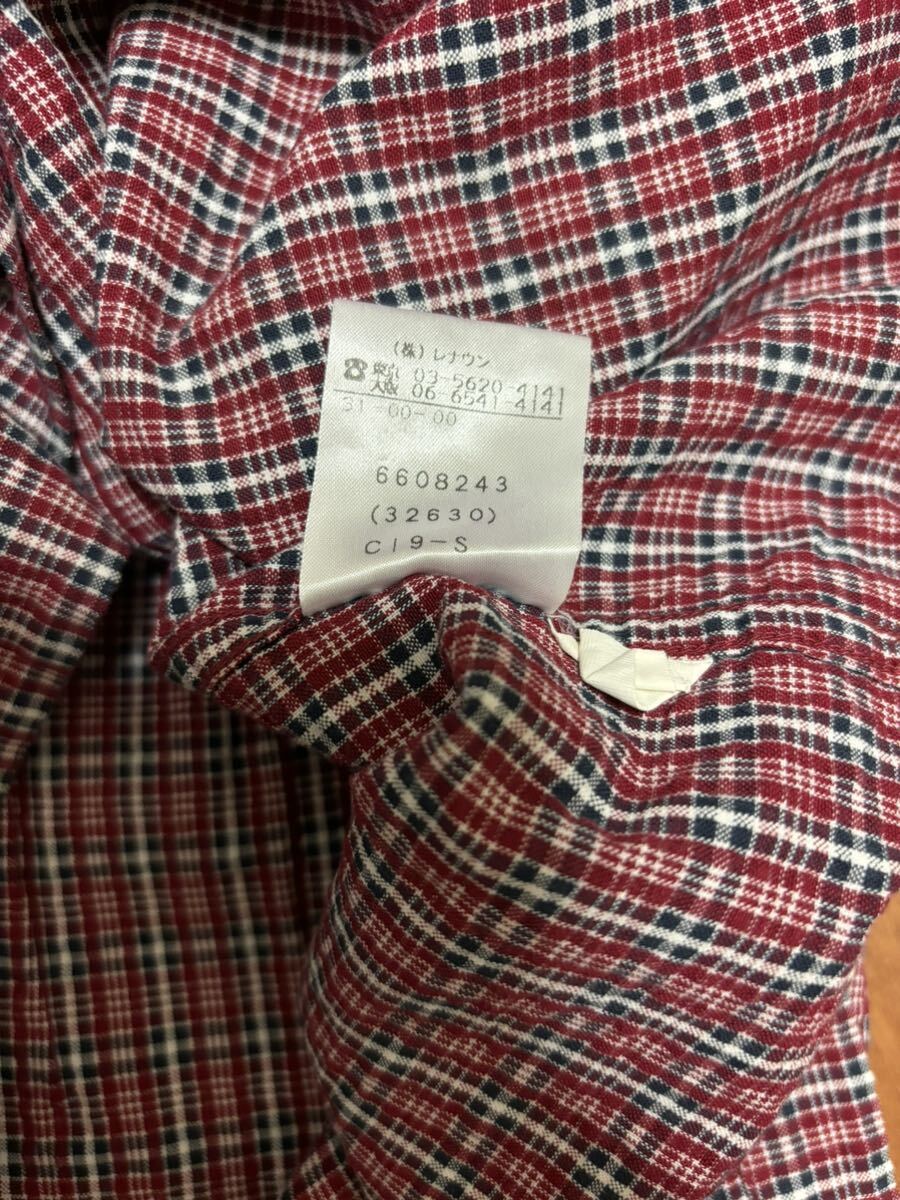 (株)レナウン
☎ 東京 03-5620-4141
大阪 06-6541-4141
31-00-00
6608243
(32630)
C19-S